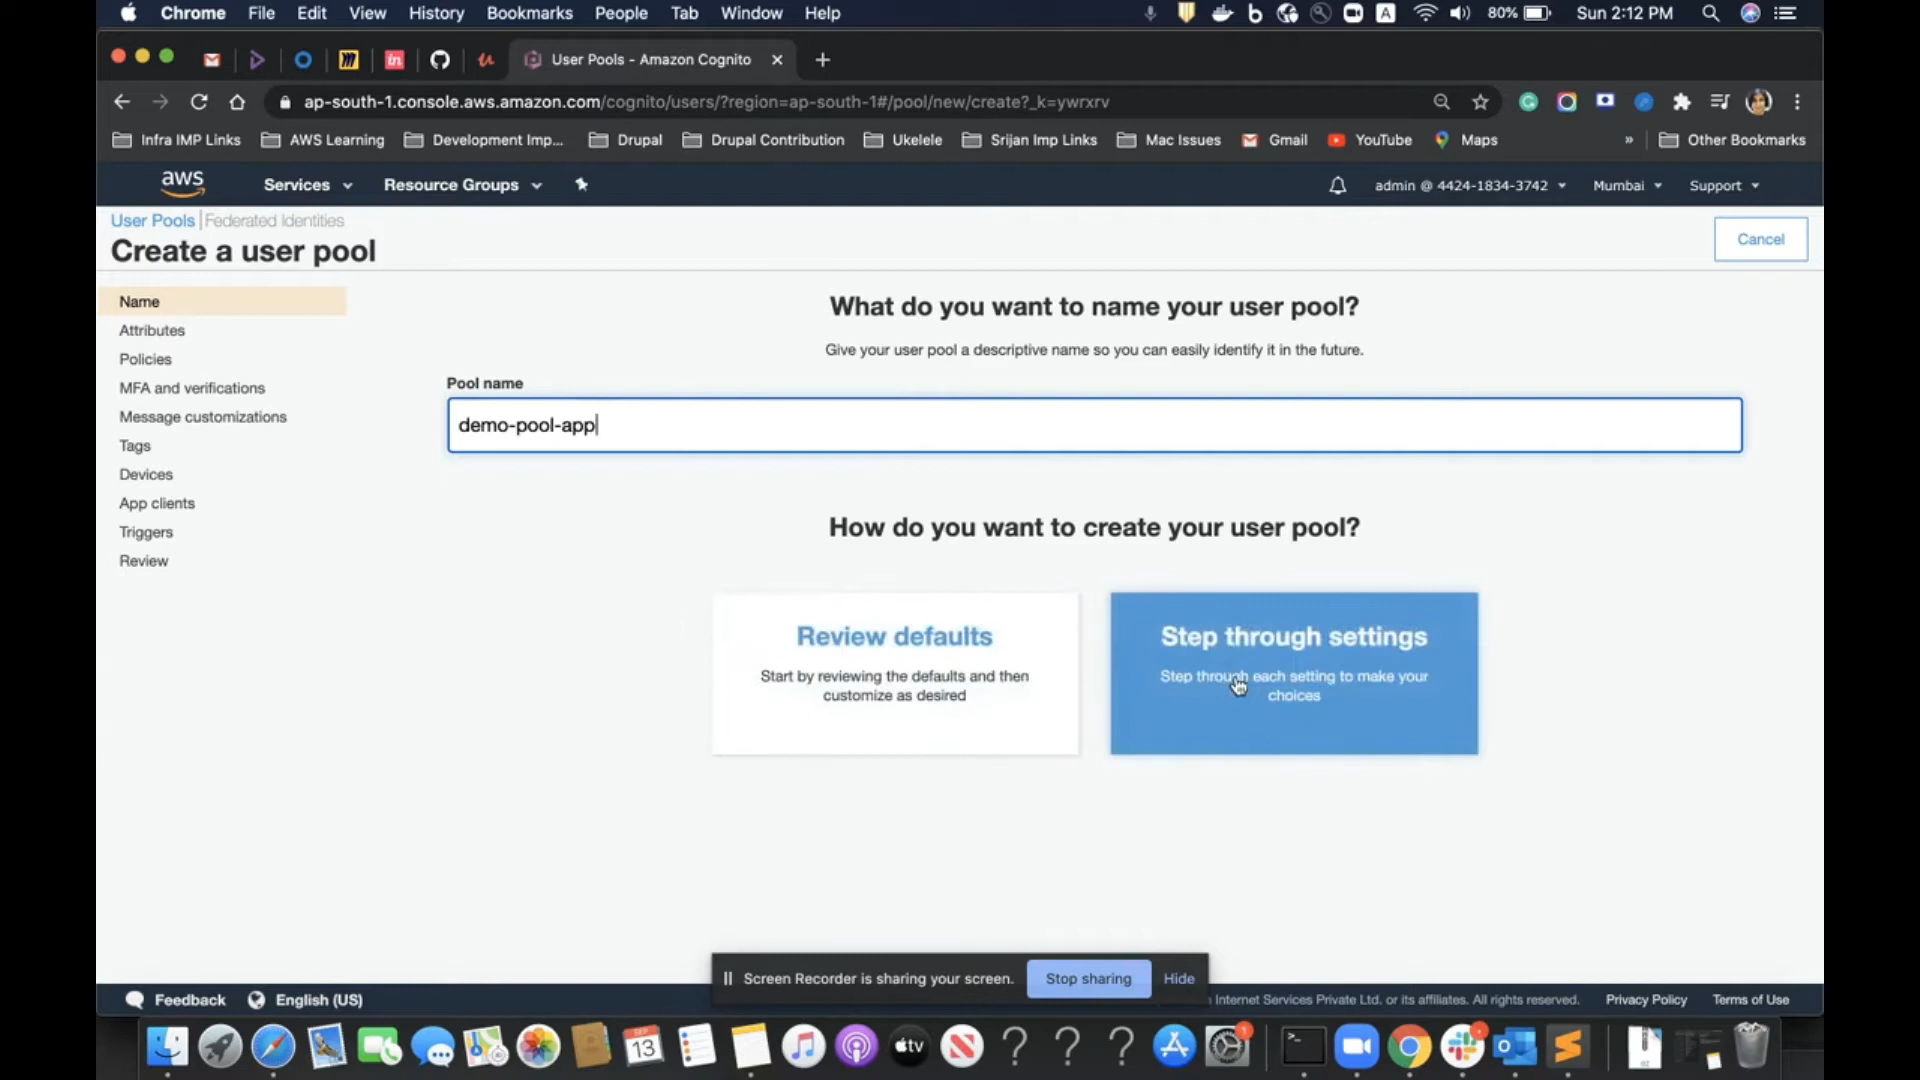 Chrome File Edit View History Bookmarks People Tab Window Help
80% Sun 2:12 PM
User Pools - Amazon Cognito
ap-south-1.console.aws.amazon.com/cognito/users/?region=ap-south-1#/pool/new/create?_k=ywrxrv
Infra IMP Links AWS Learning Development Imp... Drupal Drupal Contribution Ukelele Srijan Imp Links Mac Issues Gmail YouTube Maps » Other Bookmarks
aws Services Resource Groups admin @ 4424-1834-3742 Mumbai Support
User Pools | Federated Identities
Create a user pool
Cancel
Name
Attributes
Policies
MFA and verifications
Message customizations
Tags
Devices
App clients
Triggers
Review
What do you want to name your user pool?
Give your user pool a descriptive name so you can easily identify it in the future.
Pool name
demo-pool-app
How do you want to create your user pool?
Review defaults
Start by reviewing the defaults and then
customize as desired
Step through settings
Step through each setting to make your
choices
Screen Recorder is sharing your screen. Stop sharing Hide
Feedback English (US)
Internet Services Private Ltd. or its affiliates. All rights reserved. Privacy Policy Terms of Use
SEP
13
tv
1